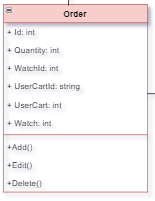 Order
+ Id: int
+ Quantity: int
+ WatchId: int
+ UserCartId: string
+ UserCart: int
+ Watch: int
+Add()
+Edit()
+Delete()